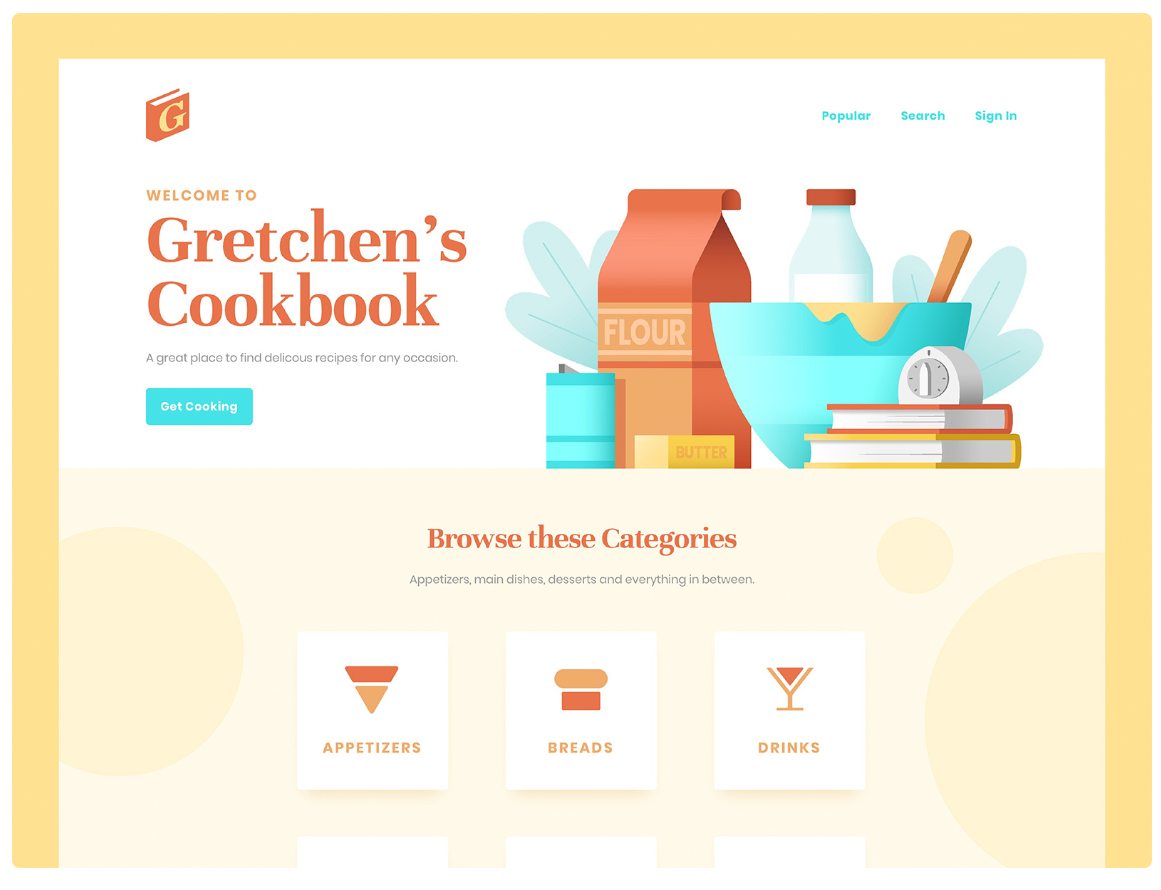 G
Popular
Search
Sign In
WELCOME TO
Gretchen’s
Cookbook
A great place to find delicous recipes for any occasion.
Get Cooking
FLOUR
BUTTER
Browse these Categories
Appetizers, main dishes, desserts and everything in between.
APPETIZERS
BREADS
DRINKS